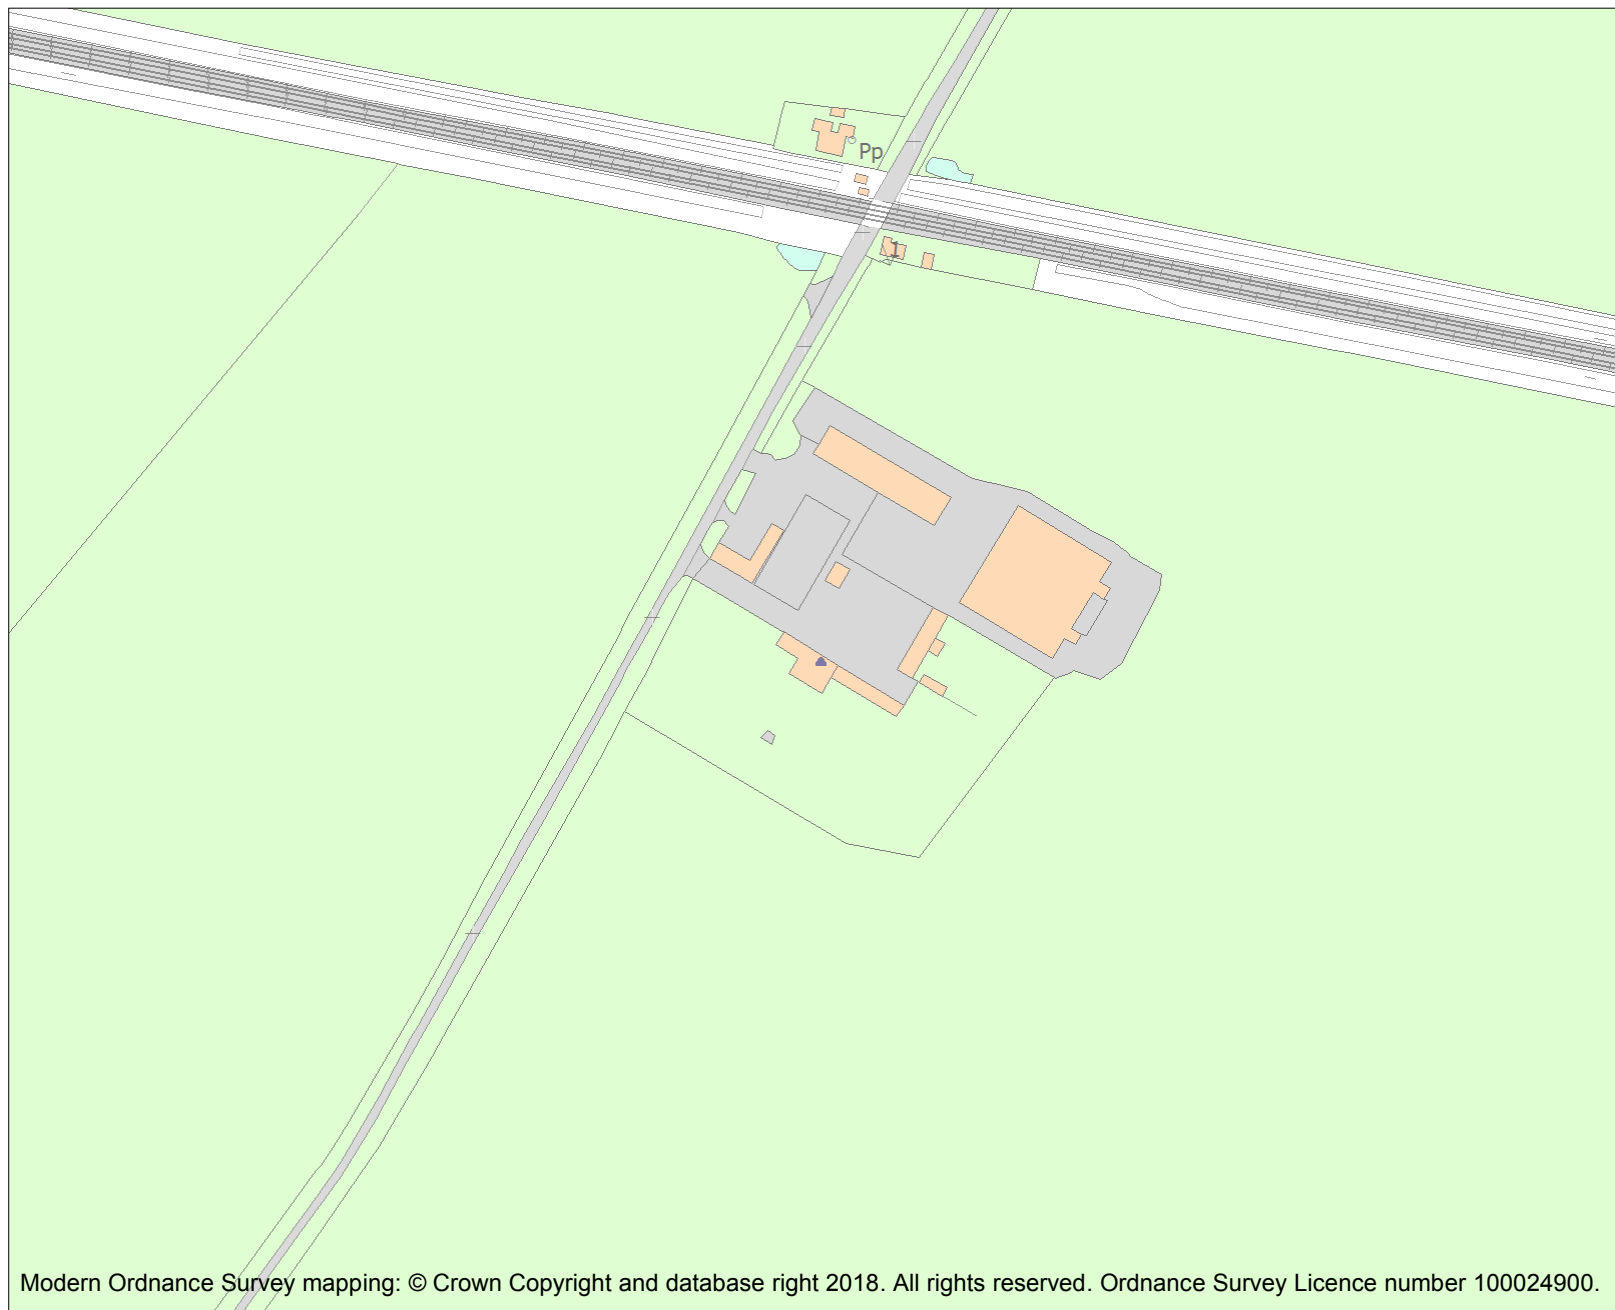 Pp
1
Modern Ordnance Survey mapping: © Crown Copyright and database right 2018. All rights reserved. Ordnance Survey Licence number 100024900.